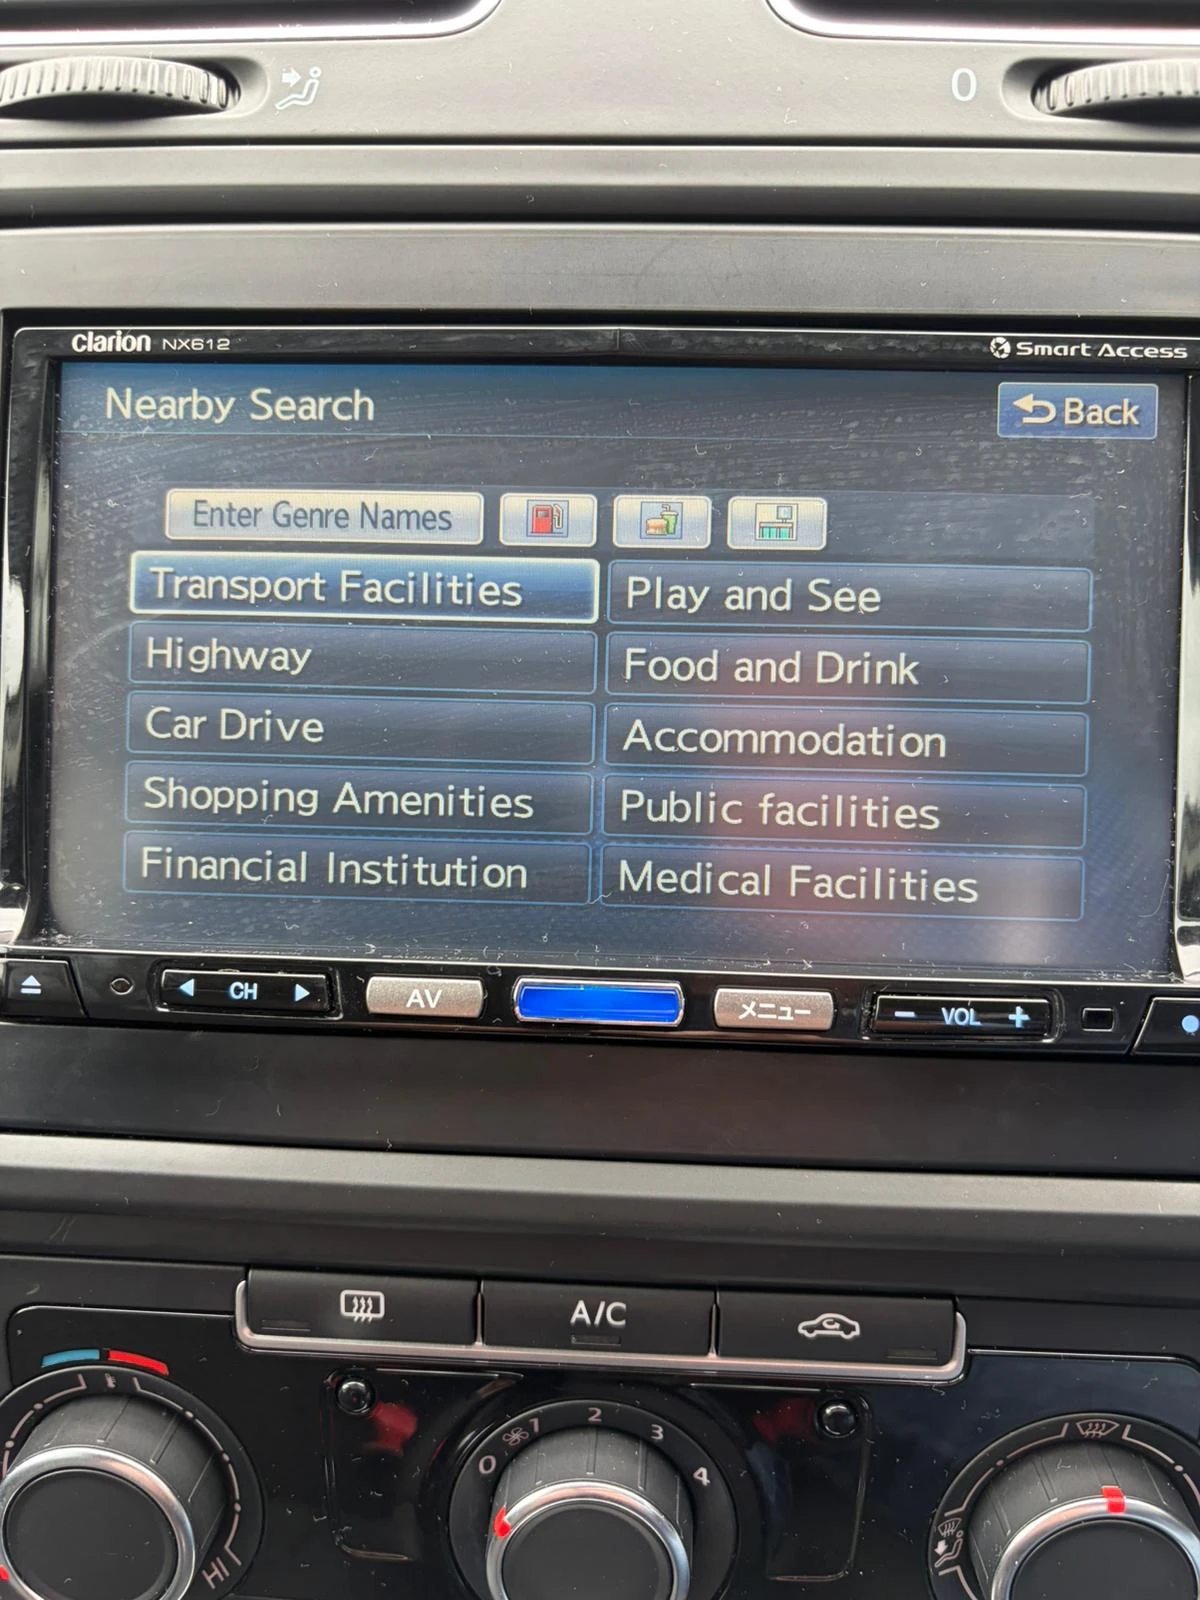 0
clarion NX612
Smart Access
Nearby Search
Back
Enter Genre Names
Transport Facilities
Play and See
Highway
Food and Drink
Car Drive
Accommodation
Shopping Amenities
Public facilities
Financial Institution
Medical Facilities
CH
AV
メニュー
− VOL +
A/C
0 1 2 3 4
HI